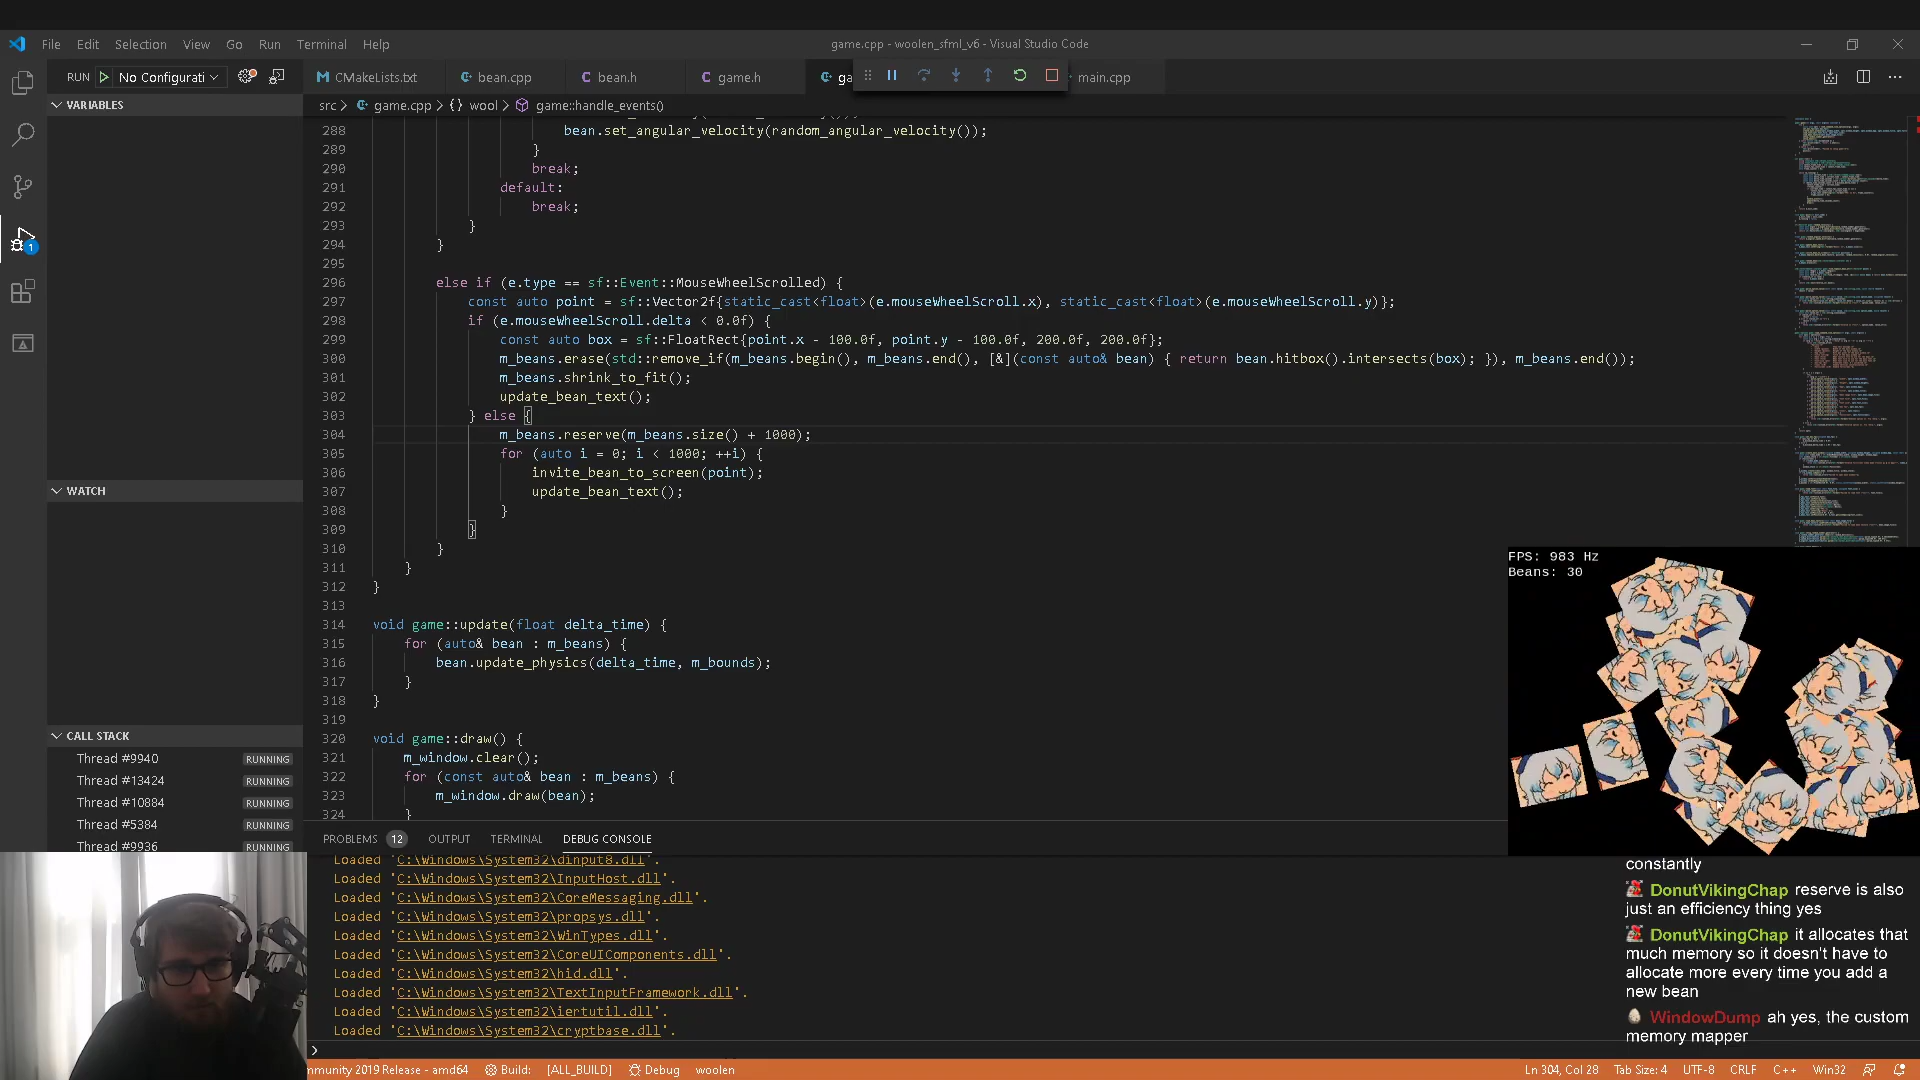 File Edit Selection View Go Run Terminal Help
game.cpp - woolen_sfml_v6 - Visual Studio Code
RUN No Configurati
CMakeLists.txt bean.cpp bean.h game.h ga main.cpp
VARIABLES
src > game.cpp > {} wool > game::handle_events()
288 bean.set_angular_velocity(random_angular_velocity());
289 }
290 break;
291 default:
292 break;
293 }
294 }
295
296 else if (e.type == sf::Event::MouseWheelScrolled) {
297 const auto point = sf::Vector2f{static_cast<float>(e.mouseWheelScroll.x), static_cast<float>(e.mouseWheelScroll.y)};
298 if (e.mouseWheelScroll.delta < 0.0f) {
299 const auto box = sf::FloatRect{point.x - 100.0f, point.y - 100.0f, 200.0f, 200.0f};
300 m_beans.erase(std::remove_if(m_beans.begin(), m_beans.end(), [&](const auto& bean) { return bean.hitbox().intersects(box); }), m_beans.end());
301 m_beans.shrink_to_fit();
302 update_bean_text();
303 } else {
304 m_beans.reserve(m_beans.size() + 1000);
305 for (auto i = 0; i < 1000; ++i) {
306 invite_bean_to_screen(point);
307 update_bean_text();
308 }
309 }
310 }
311 }
312 }
313
314 void game::update(float delta_time) {
315 for (auto& bean : m_beans) {
316 bean.update_physics(delta_time, m_bounds);
317 }
318 }
319
320 void game::draw() {
321 m_window.clear();
322 for (const auto& bean : m_beans) {
323 m_window.draw(bean);
324 }
WATCH
CALL STACK
Thread #9940 RUNNING
Thread #13424 RUNNING
Thread #10884 RUNNING
Thread #5384 RUNNING
Thread #9936 RUNNING
1
FPS: 983 Hz
Beans: 30
PROBLEMS 12 OUTPUT TERMINAL DEBUG CONSOLE
Loaded 'C:\Windows\System32\dinput8.dll'.
Loaded 'C:\Windows\System32\InputHost.dll'.
Loaded 'C:\Windows\System32\CoreMessaging.dll'.
Loaded 'C:\Windows\System32\propsys.dll'.
Loaded 'C:\Windows\System32\WinTypes.dll'.
Loaded 'C:\Windows\System32\CoreUIComponents.dll'.
Loaded 'C:\Windows\System32\hid.dll'.
Loaded 'C:\Windows\System32\TextInputFramework.dll'.
Loaded 'C:\Windows\System32\iertutil.dll'.
Loaded 'C:\Windows\System32\cryptbase.dll'.
>
constantly
DonutVikingChap reserve is also
just an efficiency thing yes
DonutVikingChap it allocates that
much memory so it doesn't have to
allocate more every time you add a
new bean
WindowDump ah yes, the custom
memory mapper
mmunity 2019 Release - amd64 Build: [ALL_BUILD] Debug woolen Ln 304, Col 28 Tab Size: 4 UTF-8 CRLF C++ Win32